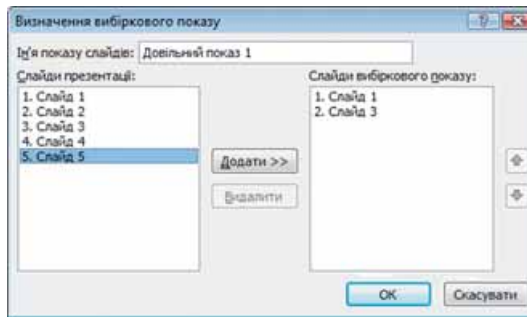 Визначення вибіркового показу
Ім'я показу слайдів: Довільний показ 1
Слайди презентації:
1. Слайд 1
2. Слайд 2
3. Слайд 3
4. Слайд 4
5. Слайд 5
Додати >>
Видалити
Слайди вибіркового показу:
1. Слайд 1
2. Слайд 3
ОК
Скасувати